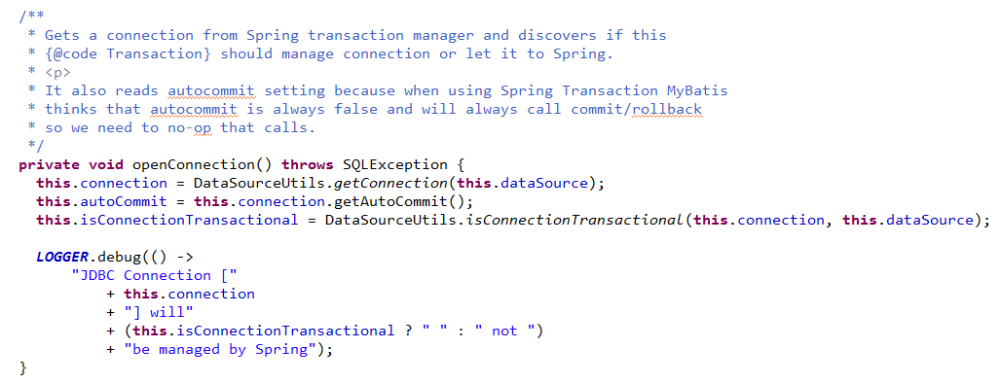 /**
 * Gets a connection from Spring transaction manager and discovers if this
 * {@code Transaction} should manage connection or let it to Spring.
 * <p>
 * It also reads autocommit setting because when using Spring Transaction MyBatis
 * thinks that autocommit is always false and will always call commit/rollback
 * so we need to no-op that calls.
 */
private void openConnection() throws SQLException {
  this.connection = DataSourceUtils.getConnection(this.dataSource);
  this.autoCommit = this.connection.getAutoCommit();
  this.isConnectionTransactional = DataSourceUtils.isConnectionTransactional(this.connection, this.dataSource);

  LOGGER.debug(() ->
      "JDBC Connection ["
          + this.connection
          + "] will"
          + (this.isConnectionTransactional ? " " : " not ")
          + "be managed by Spring");
}